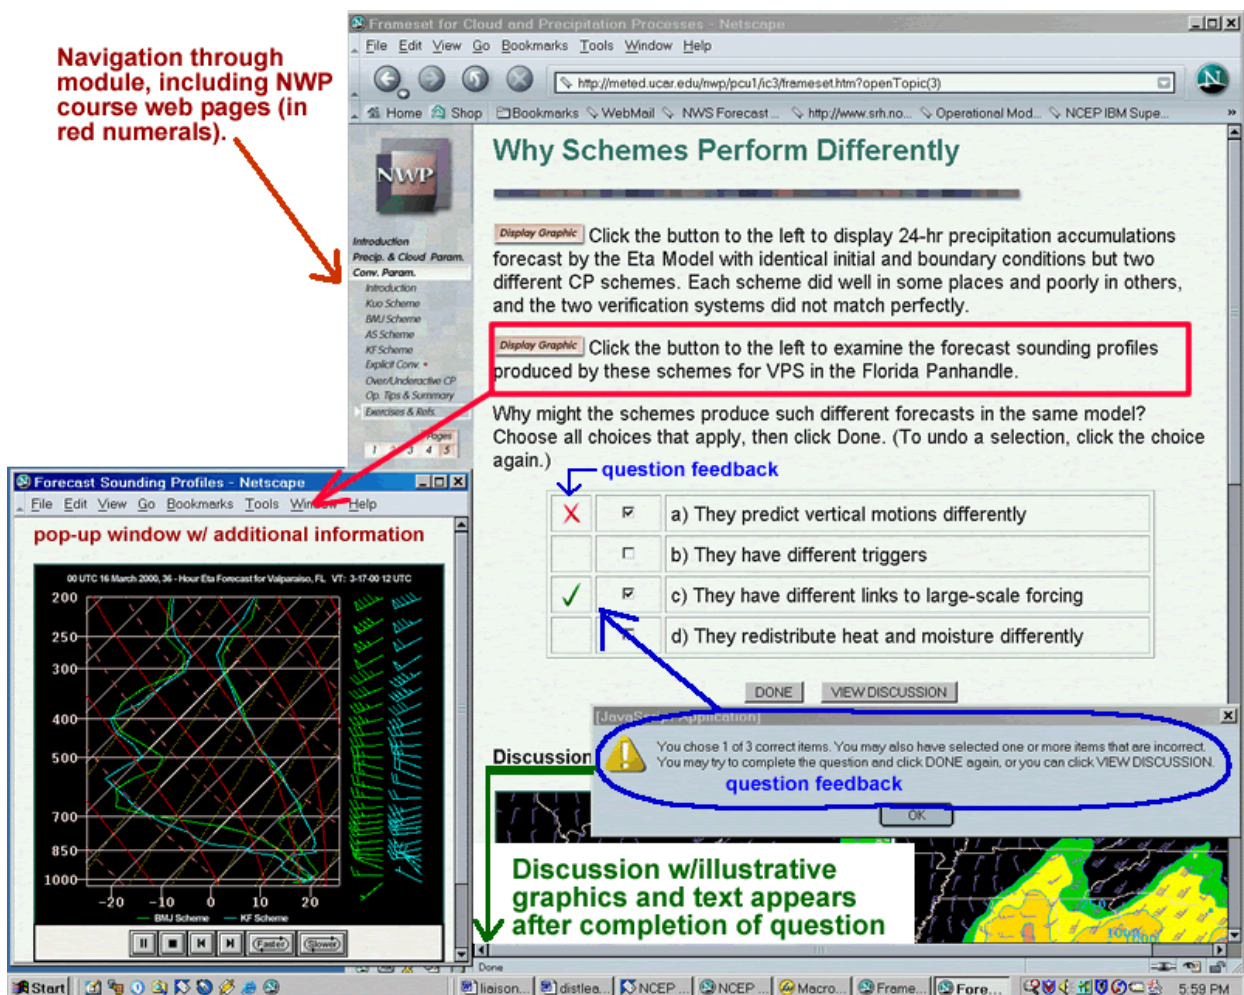 Navigation through
module, including NWP
course web pages (in
red numerals).
Frameset for Cloud and Precipitation Processes - Netscape
File Edit View Go Bookmarks Tools Window Help
http://meted.ucar.edu/nwp/pcu1/ic3/frameset.htm?openTopic(3)
Home Shop Bookmarks WebMail NWS Forecast... http://www.srh.no... Operational Mod... NCEP IBM Supe...
NWP
Introduction
Precip. & Cloud Param.
Conv. Param.
Introduction
Kuo Scheme
BMJ Scheme
AS Scheme
KF Scheme
Explicit Conv.
Over/Underactive CP
Op. Tips & Summary
Exercises & Refs.
Pages
1 2 3 4 5
Why Schemes Perform Differently
Display Graphic Click the button to the left to display 24-hr precipitation accumulations
forecast by the Eta Model with identical initial and boundary conditions but two
different CP schemes. Each scheme did well in some places and poorly in others,
and the two verification systems did not match perfectly.
Display Graphic Click the button to the left to examine the forecast sounding profiles
produced by these schemes for VPS in the Florida Panhandle.
Why might the schemes produce such different forecasts in the same model?
Choose all choices that apply, then click Done. (To undo a selection, click the choice
again.)
question feedback
a) They predict vertical motions differently
b) They have different triggers
c) They have different links to large-scale forcing
d) They redistribute heat and moisture differently
DONE VIEW DISCUSSION
[JavaScript Application]
You chose 1 of 3 correct items. You may also have selected one or more items that are incorrect.
You may try to complete the question and click DONE again, or you can click VIEW DISCUSSION.
question feedback
OK
Discussion
Discussion w/illustrative
graphics and text appears
after completion of question
Done
Forecast Sounding Profiles - Netscape
File Edit View Go Bookmarks Tools Window Help
pop-up window w/ additional information
00 UTC 16 March 2000, 36 - Hour Eta Forecast for Valparaiso, FL VT: 3-17-00 12 UTC
200
250
300
400
500
700
850
1000
-20 -10 0 10 20
BMJ Scheme KF Scheme
Faster Slower
Start liaison... distlea... NCEP ... NCEP ... Macro... Frame... Fore... 5:59 PM